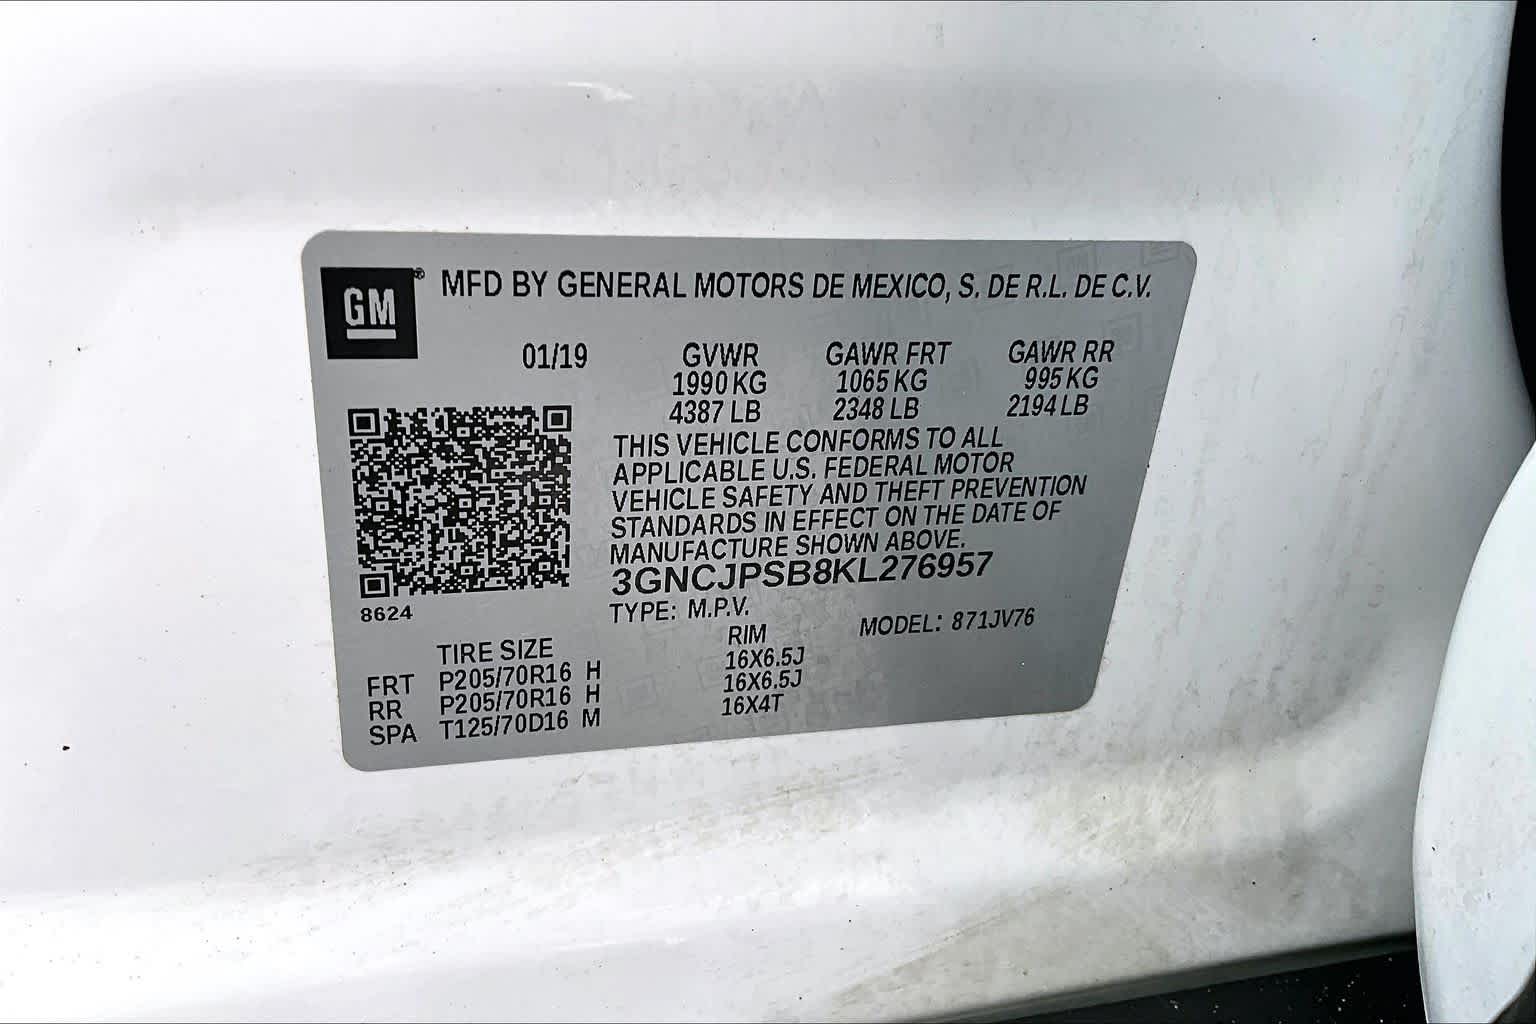 GM® MFD BY GENERAL MOTORS DE MEXICO, S. DE R.L. DE C.V.
01/19 GVWR GAWR FRT GAWR RR
1990 KG 1065 KG 995 KG
4387 LB 2348 LB 2194 LB
THIS VEHICLE CONFORMS TO ALL
APPLICABLE U.S. FEDERAL MOTOR
VEHICLE SAFETY AND THEFT PREVENTION
STANDARDS IN EFFECT ON THE DATE OF
MANUFACTURE SHOWN ABOVE.
3GNCJPSB8KL276957
8624
TYPE: M.P.V. MODEL: 871JV76
TIRE SIZE RIM
FRT P205/70R16 H 16X6.5J
RR P205/70R16 H 16X6.5J
SPA T125/70D16 M 16X4T